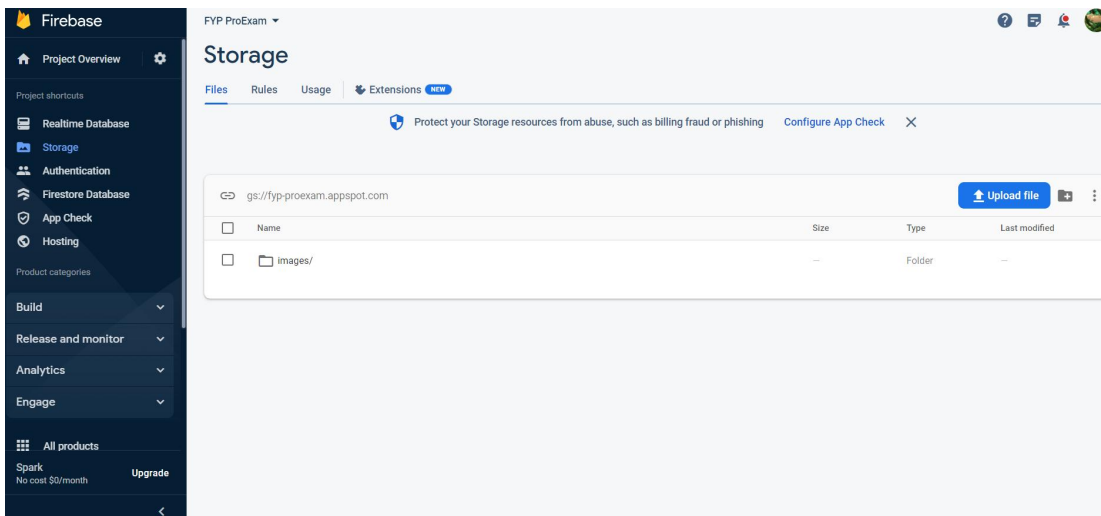 Firebase
Project Overview
Project shortcuts
Realtime Database
Storage
Authentication
Firestore Database
App Check
Hosting
Product categories
Build
Release and monitor
Analytics
Engage
All products
Spark
No cost $0/month
Upgrade
FYP ProExam
Storage
Files Rules Usage Extensions NEW
Protect your Storage resources from abuse, such as billing fraud or phishing Configure App Check
gs://fyp-proexam.appspot.com Upload file
Name Size Type Last modified
images/ — Folder —